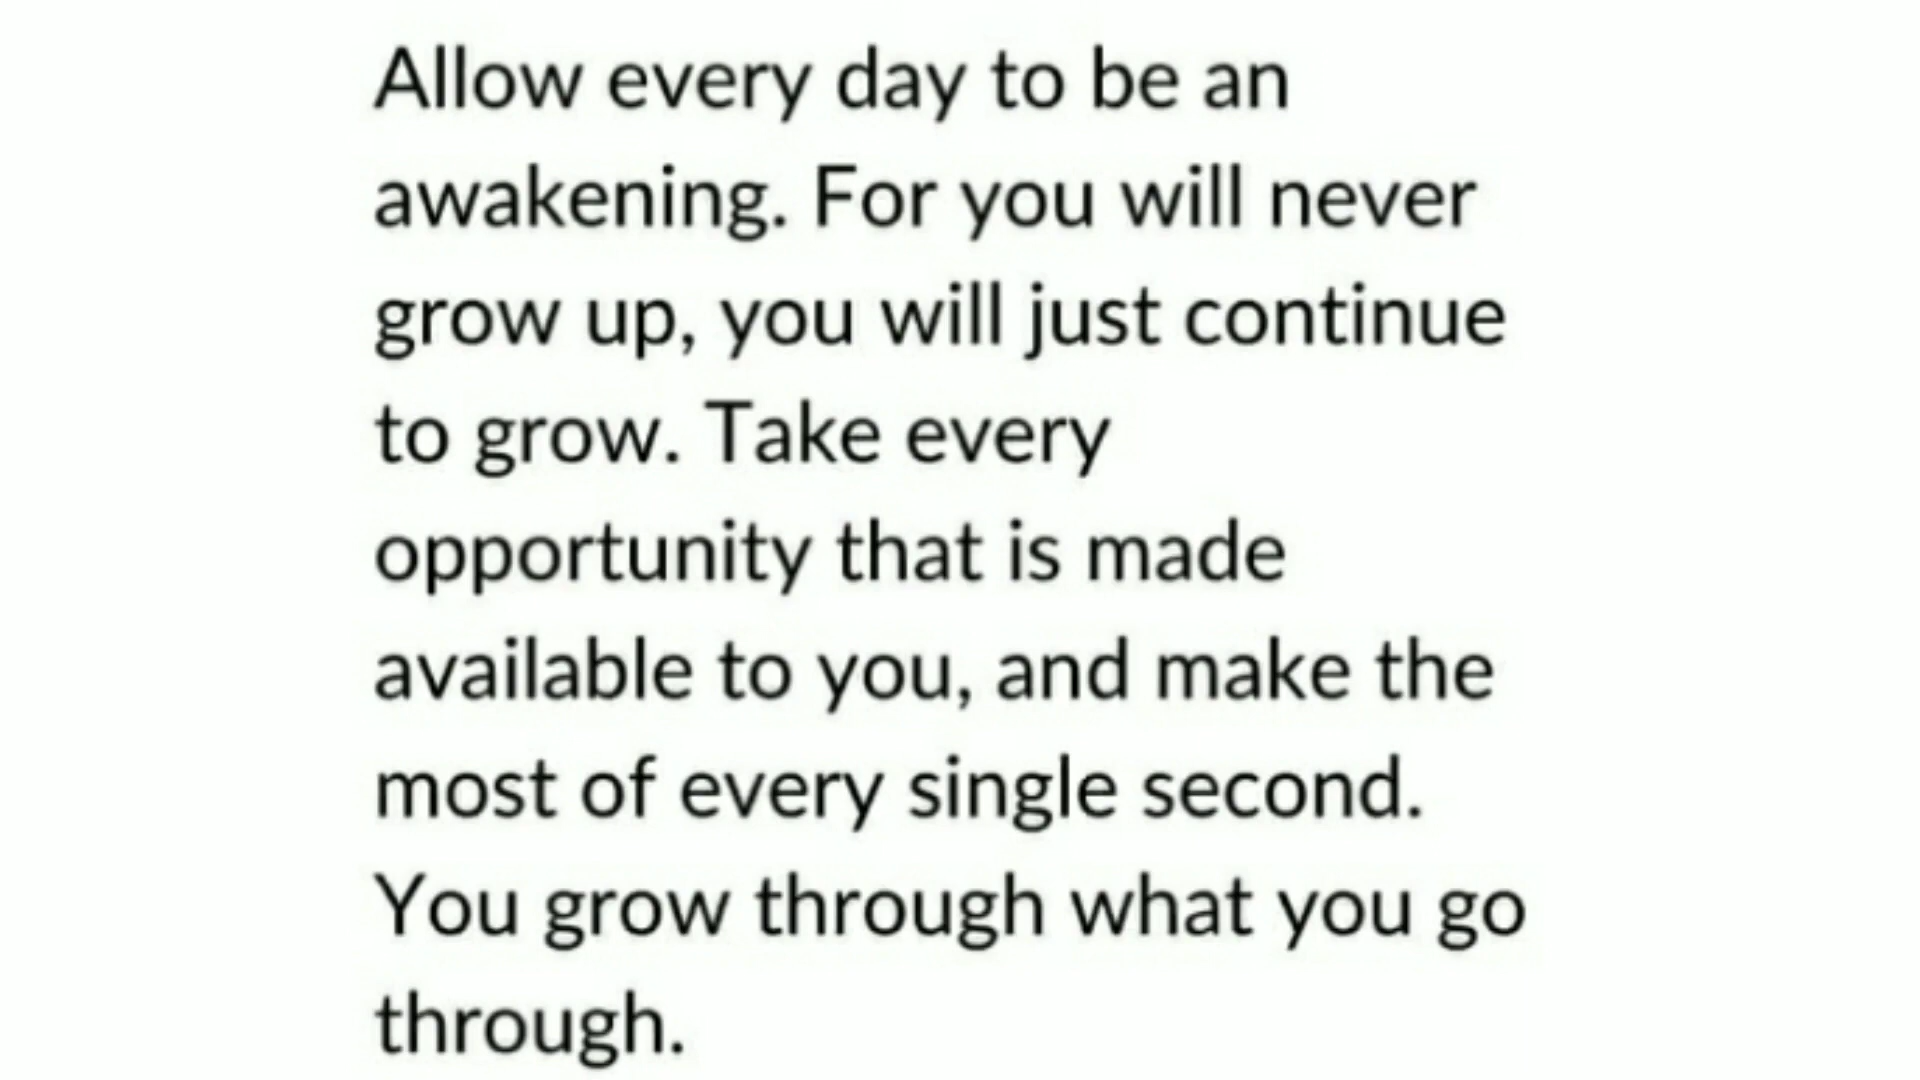 Allow every day to be an
awakening. For you will never
grow up, you will just continue
to grow. Take every
opportunity that is made
available to you, and make the
most of every single second.
You grow through what you go
through.